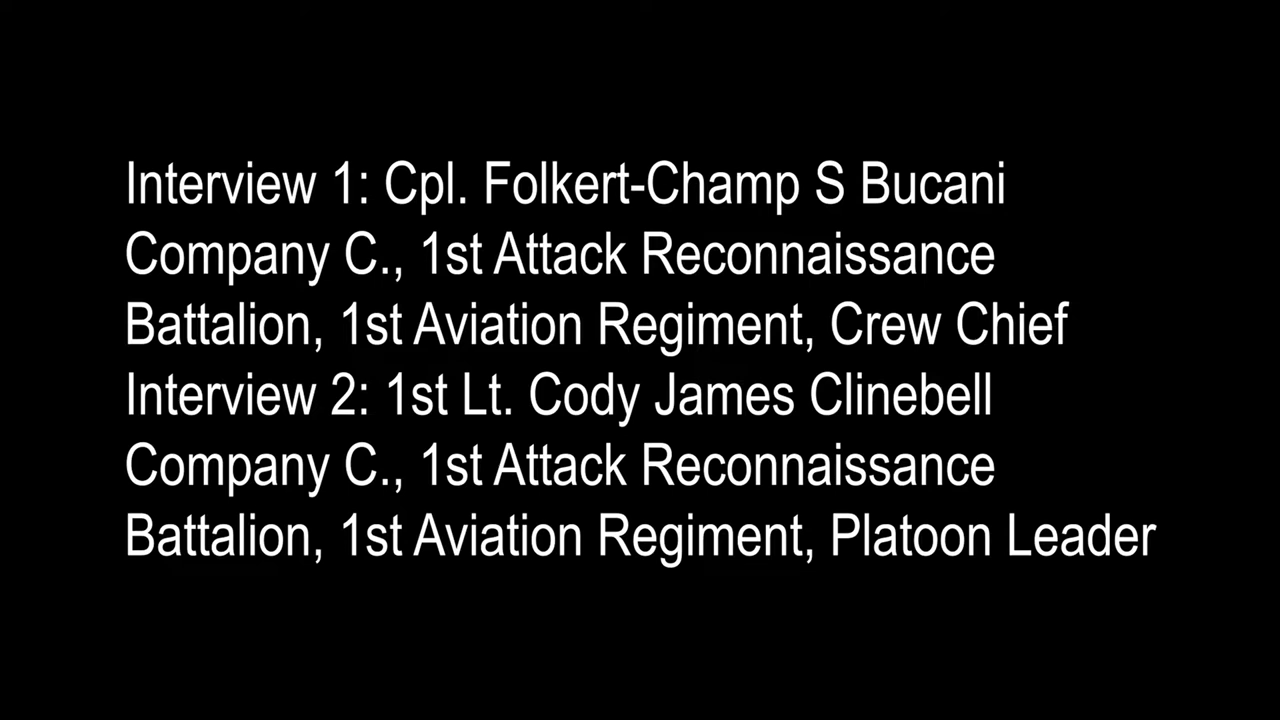 Interview 1: Cpl. Folkert-Champ S Bucani
Company C., 1st Attack Reconnaissance
Battalion, 1st Aviation Regiment, Crew Chief
Interview 2: 1st Lt. Cody James Clinebell
Company C., 1st Attack Reconnaissance
Battalion, 1st Aviation Regiment, Platoon Leader